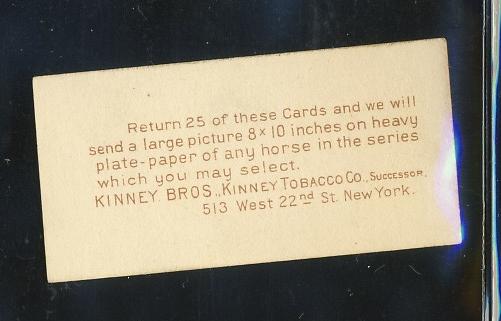 Return 25 of these Cards and we will
send a large picture 8 x 10 inches on heavy
plate-paper of any horse in the series
which you may select.
KINNEY BROS., KINNEY TOBACCO CO., SUCCESSOR,
513 West 22nd St. New York.